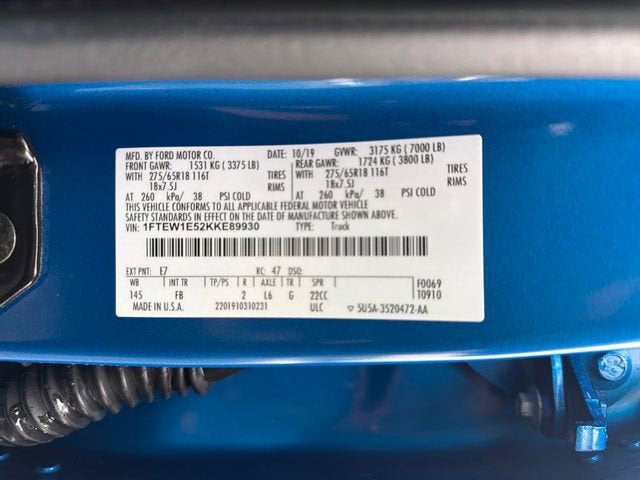 MFD. BY FORD MOTOR CO. DATE: 10/19 GVWR: 3175 KG ( 7000 LB)
FRONT GAWR: 1531 KG ( 3375 LB) REAR GAWR: 1724 KG ( 3800 LB)
WITH 275/65R18 116T TIRES WITH 275/65R18 116T TIRES
18x7.5J RIMS 18x7.5J RIMS
AT 260 kPa/ 38 PSI COLD AT 260 kPa/ 38 PSI COLD
THIS VEHICLE CONFORMS TO ALL APPLICABLE FEDERAL MOTOR VEHICLE
SAFETY STANDARDS IN EFFECT ON THE DATE OF MANUFACTURE SHOWN ABOVE.
VIN: 1FTEW1E52KKE89930 TYPE: Truck
EXT PNT: E7 RC: 47 DSO:
WB INT TR TP/PS R AXLE TR SPR F0069
145 FB 2 L6 G 22CC T0910
MADE IN U.S.A. 2201910310231 ULC ▽ 5U5A-3520472-AA